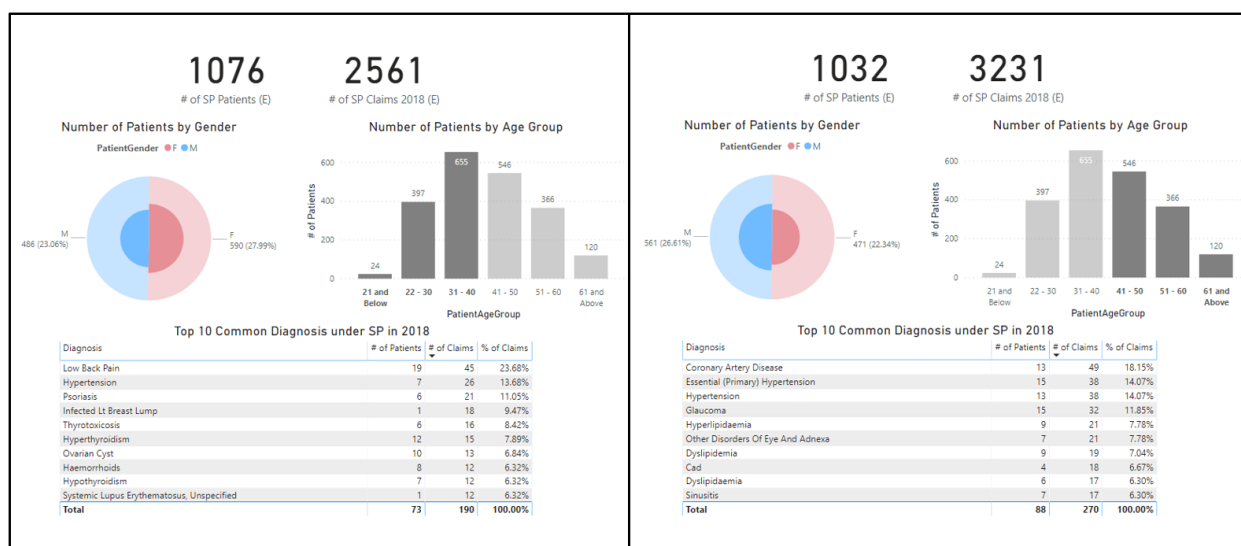 1076 2561
# of SP Patients (E) # of SP Claims 2018 (E)
Number of Patients by Gender
PatientGender F M
M
486 (23.06%)
F
590 (27.99%)
Number of Patients by Age Group
# of Patients
600
400
200
0
24
397
655
546
366
120
21 and Below
22 - 30
31 - 40
41 - 50
51 - 60
61 and Above
PatientAgeGroup
Top 10 Common Diagnosis under SP in 2018
Diagnosis # of Patients # of Claims % of Claims
Low Back Pain 19 45 23.68%
Hypertension 7 26 13.68%
Psoriasis 6 21 11.05%
Infected Lt Breast Lump 1 18 9.47%
Thyrotoxicosis 6 16 8.42%
Hyperthyroidism 12 15 7.89%
Ovarian Cyst 10 13 6.84%
Haemorrhoids 8 12 6.32%
Hypothyroidism 7 12 6.32%
Systemic Lupus Erythematosus, Unspecified 1 12 6.32%
Total 73 190 100.00%
1032 3231
# of SP Patients (E) # of SP Claims 2018 (E)
Number of Patients by Gender
PatientGender F M
M
561 (26.61%)
F
471 (22.34%)
Number of Patients by Age Group
# of Patients
600
400
200
0
24
397
655
546
366
120
21 and Below
22 - 30
31 - 40
41 - 50
51 - 60
61 and Above
PatientAgeGroup
Top 10 Common Diagnosis under SP in 2018
Diagnosis # of Patients # of Claims % of Claims
Coronary Artery Disease 13 49 18.15%
Essential (Primary) Hypertension 15 38 14.07%
Hypertension 13 38 14.07%
Glaucoma 15 32 11.85%
Hyperlipidaemia 9 21 7.78%
Other Disorders Of Eye And Adnexa 7 21 7.78%
Dyslipidemia 9 19 7.04%
Cad 4 18 6.67%
Dyslipidaemia 6 17 6.30%
Sinusitis 7 17 6.30%
Total 88 270 100.00%